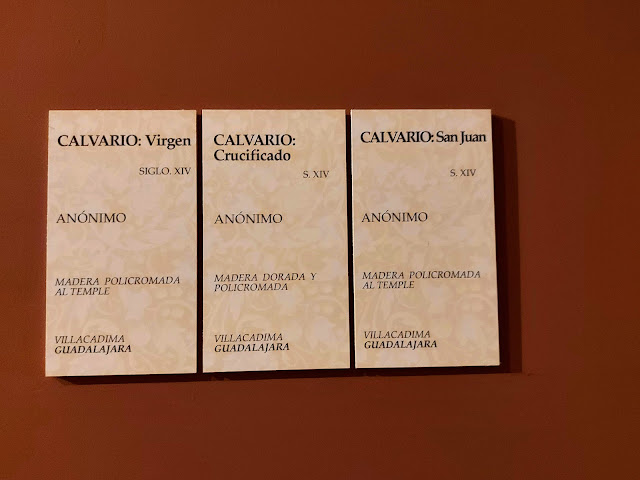 CALVARIO: Virgen
SIGLO. XIV
ANÓNIMO
MADERA POLICROMADA
AL TEMPLE
VILLACADIMA
GUADALAJARA
CALVARIO:
Crucificado
S. XIV
ANÓNIMO
MADERA DORADA Y
POLICROMADA
VILLACADIMA
GUADALAJARA
CALVARIO: San Juan
S. XIV
ANÓNIMO
MADERA POLICROMADA
AL TEMPLE
VILLACADIMA
GUADALAJARA